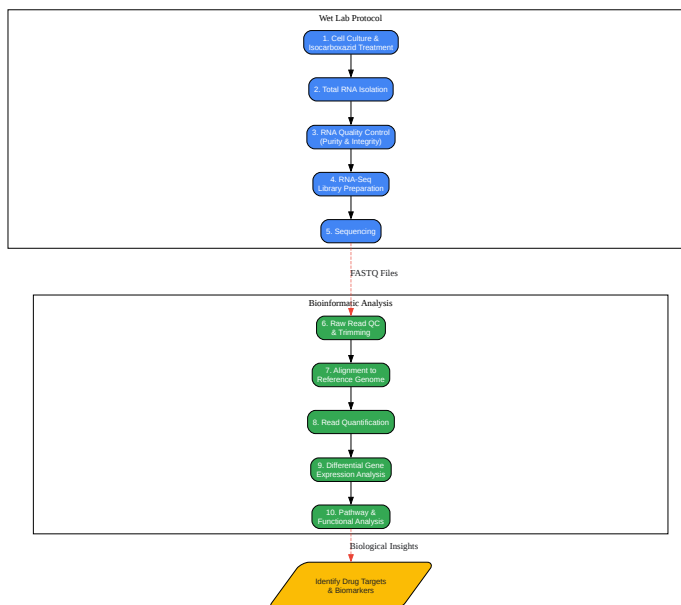 Wet Lab Protocol
1. Cell Culture &
Isocarboxazid Treatment
2. Total RNA Isolation
3. RNA Quality Control
(Purity & Integrity)
4. RNA-Seq
Library Preparation
5. Sequencing
FASTQ Files
Bioinformatic Analysis
6. Raw Read QC
& Trimming
7. Alignment to
Reference Genome
8. Read Quantification
9. Differential Gene
Expression Analysis
10. Pathway &
Functional Analysis
Biological Insights
Identify Drug Targets
& Biomarkers